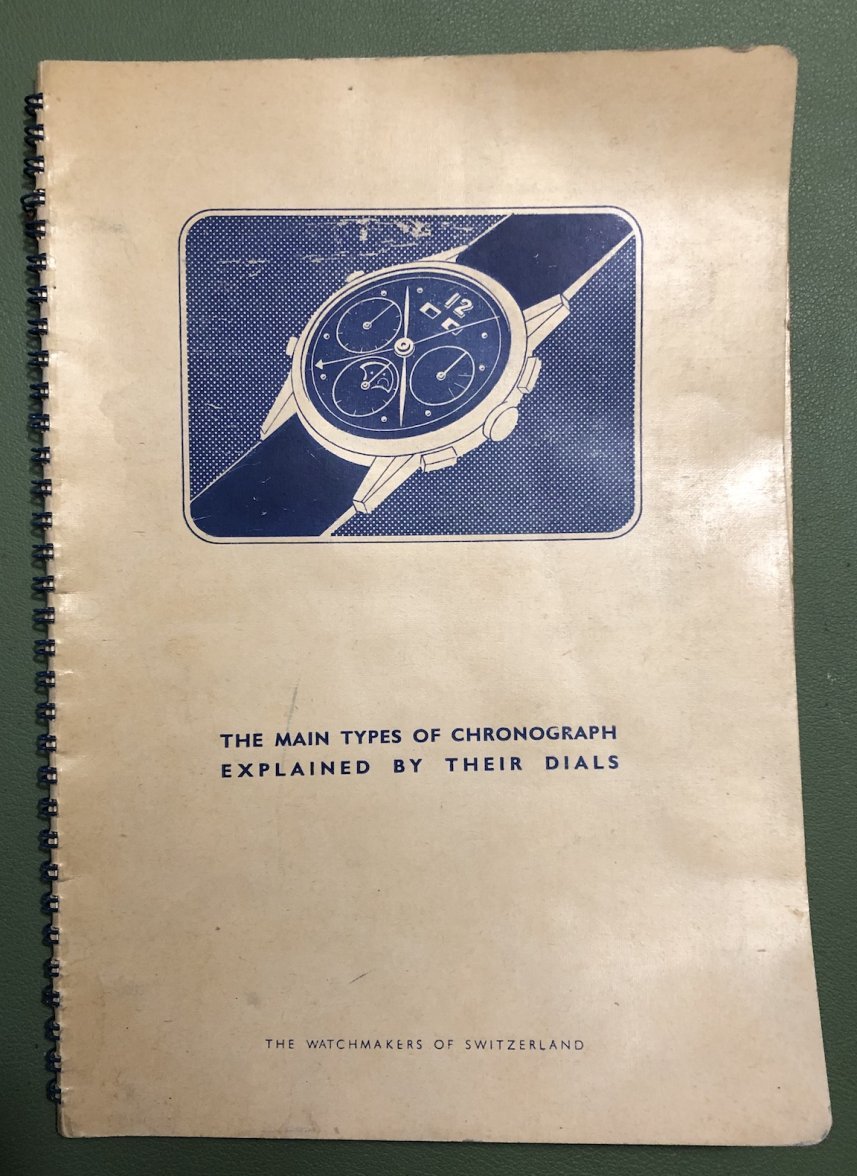 12
THE MAIN TYPES OF CHRONOGRAPH
EXPLAINED BY THEIR DIALS
THE WATCHMAKERS OF SWITZERLAND